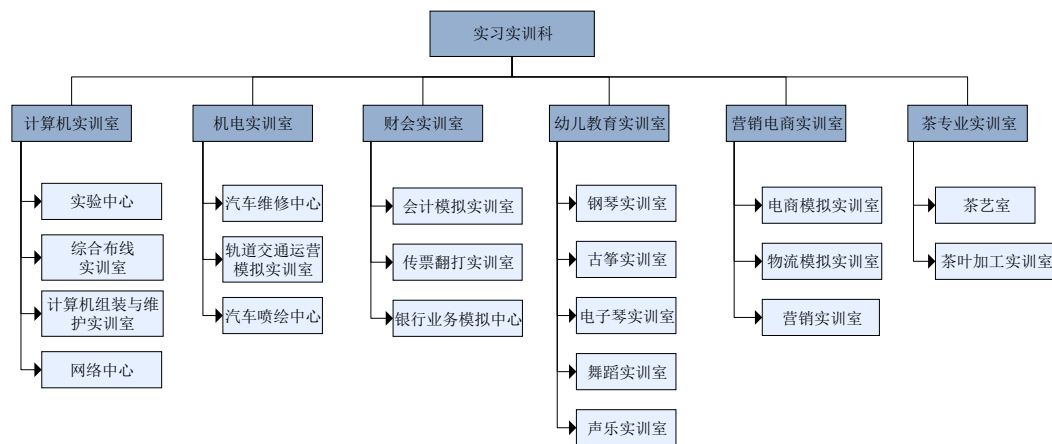 实习实训科
计算机实训室
机电实训室
财会实训室
幼儿教育实训室
营销电商实训室
茶专业实训室
实验中心
综合布线
实训室
计算机组装与维
护实训室
网络中心
汽车维修中心
轨道交通运营
模拟实训室
汽车喷绘中心
会计模拟实训室
传票翻打实训室
银行业务模拟中心
钢琴实训室
古筝实训室
电子琴实训室
舞蹈实训室
声乐实训室
电商模拟实训室
物流模拟实训室
营销实训室
茶艺室
茶叶加工实训室